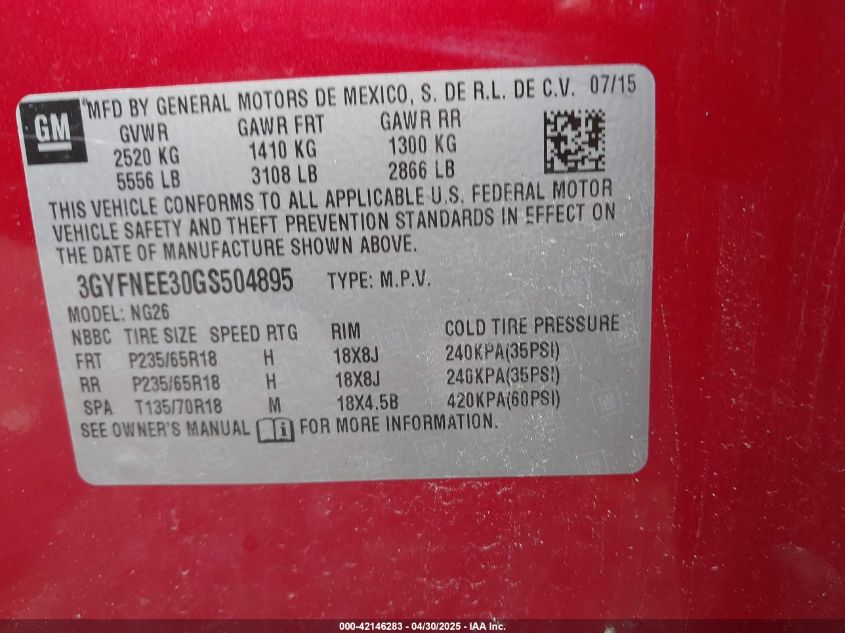 GM
*MFD BY GENERAL MOTORS DE MEXICO, S. DE R.L. DE C.V. 07/15
GVWR GAWR FRT GAWR RR
2520 KG 1410 KG 1300 KG
5556 LB 3108 LB 2866 LB
THIS VEHICLE CONFORMS TO ALL APPLICABLE U.S. FEDERAL MOTOR
VEHICLE SAFETY AND THEFT PREVENTION STANDARDS IN EFFECT ON
THE DATE OF MANUFACTURE SHOWN ABOVE.
3GYFNEE30GS504895 TYPE: M.P.V.
MODEL: NG26
NBBC TIRE SIZE SPEED RTG RIM COLD TIRE PRESSURE
FRT P235/65R18 H 18X8J 240KPA(35PSI)
RR P235/65R18 H 18X8J 240KPA(35PSI)
SPA T135/70R18 M 18X4.5B 420KPA(60PSI)
SEE OWNER'S MANUAL FOR MORE INFORMATION.
000-42146283 - 04/30/2025 - IAA Inc.